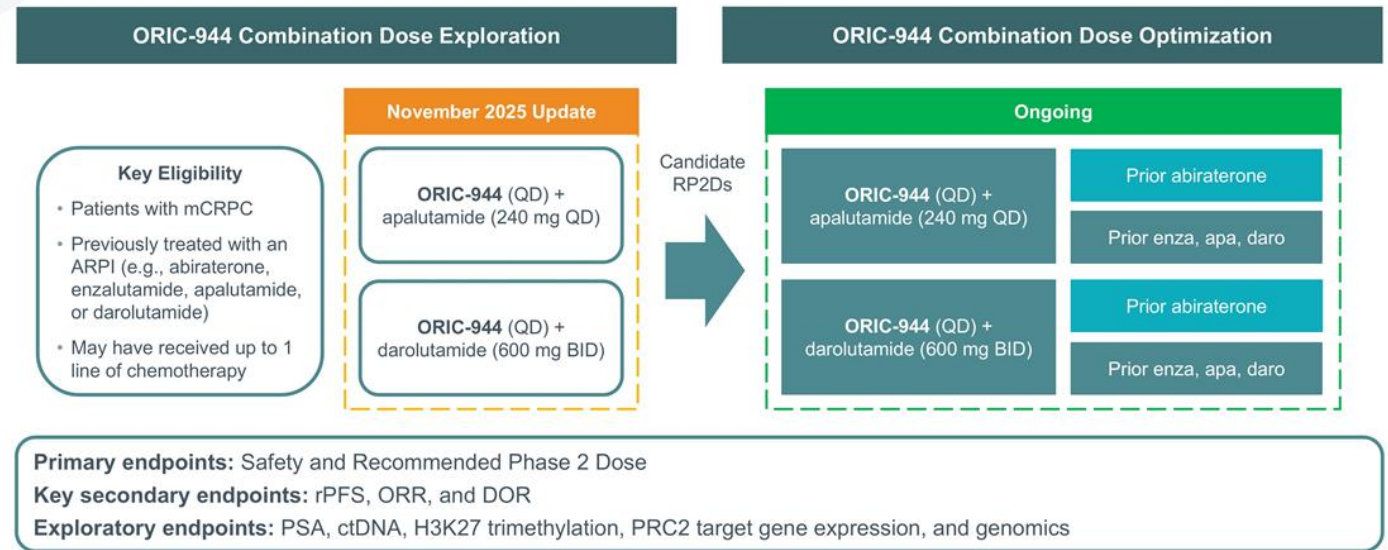 ORIC-944 Combination Dose Exploration
ORIC-944 Combination Dose Optimization
November 2025 Update
Ongoing
Key Eligibility
• Patients with mCRPC
• Previously treated with an
ARPI (e.g., abiraterone,
enzalutamide, apalutamide,
or darolutamide)
• May have received up to 1
line of chemotherapy
ORIC-944 (QD) +
apalutamide (240 mg QD)
ORIC-944 (QD) +
darolutamide (600 mg BID)
Candidate
RP2Ds
ORIC-944 (QD) +
apalutamide (240 mg QD)
Prior abiraterone
Prior enza, apa, daro
ORIC-944 (QD) +
darolutamide (600 mg BID)
Prior abiraterone
Prior enza, apa, daro
Primary endpoints: Safety and Recommended Phase 2 Dose
Key secondary endpoints: rPFS, ORR, and DOR
Exploratory endpoints: PSA, ctDNA, H3K27 trimethylation, PRC2 target gene expression, and genomics